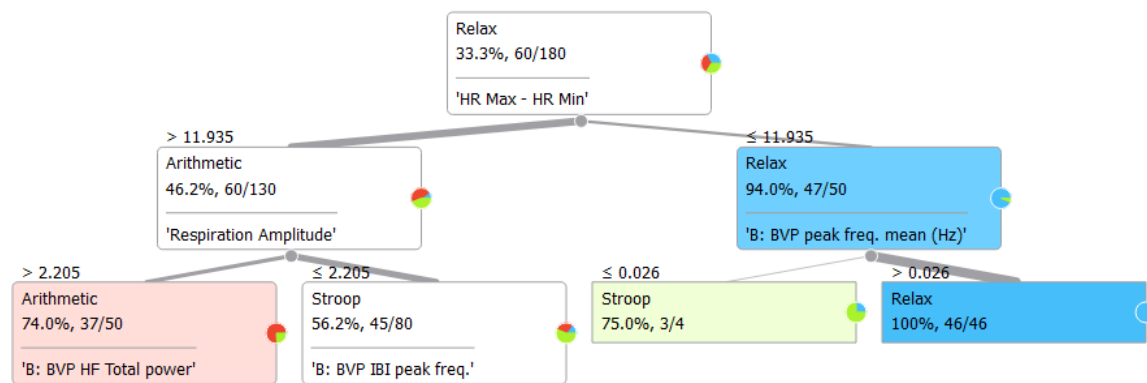 Relax
33.3%, 60/180
'HR Max - HR Min'
> 11.935
≤ 11.935
Arithmetic
46.2%, 60/130
'Respiration Amplitude'
Relax
94.0%, 47/50
'B: BVP peak freq. mean (Hz)'
> 2.205
≤ 2.205
≤ 0.026
> 0.026
Arithmetic
74.0%, 37/50
'B: BVP HF Total power'
Stroop
56.2%, 45/80
'B: BVP IBI peak freq.'
Stroop
75.0%, 3/4
Relax
100%, 46/46